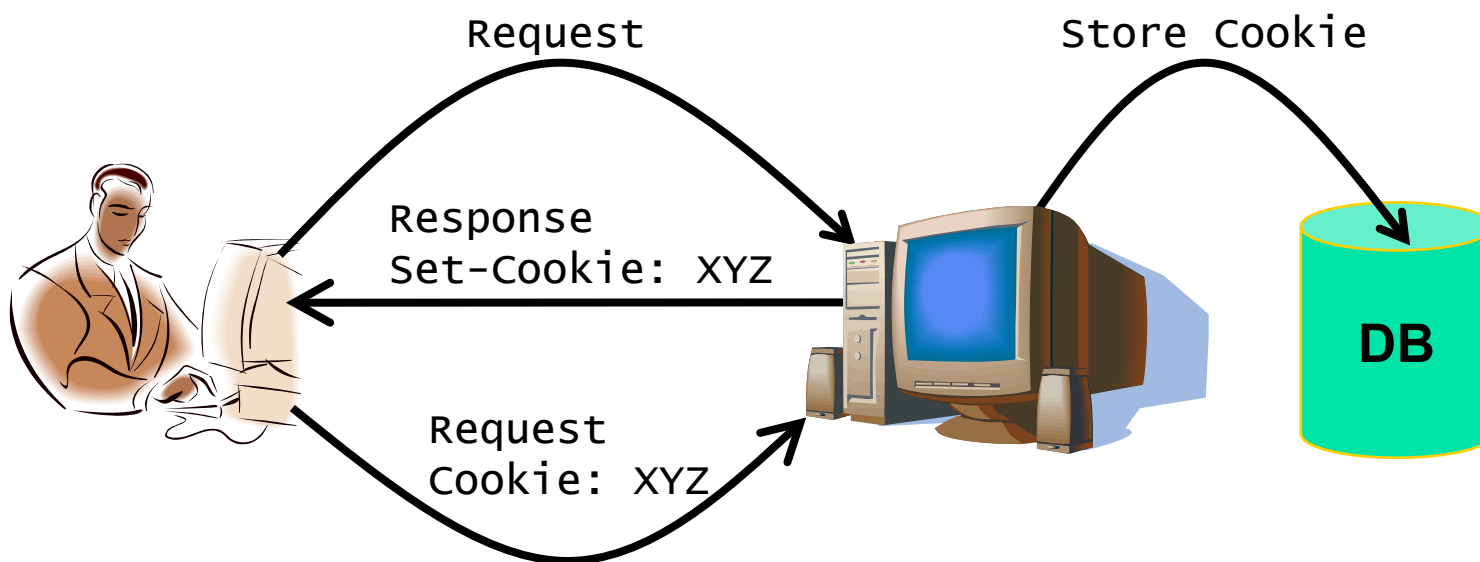 Request
Store Cookie
Response
Set-Cookie: XYZ
DB
Request
Cookie: XYZ